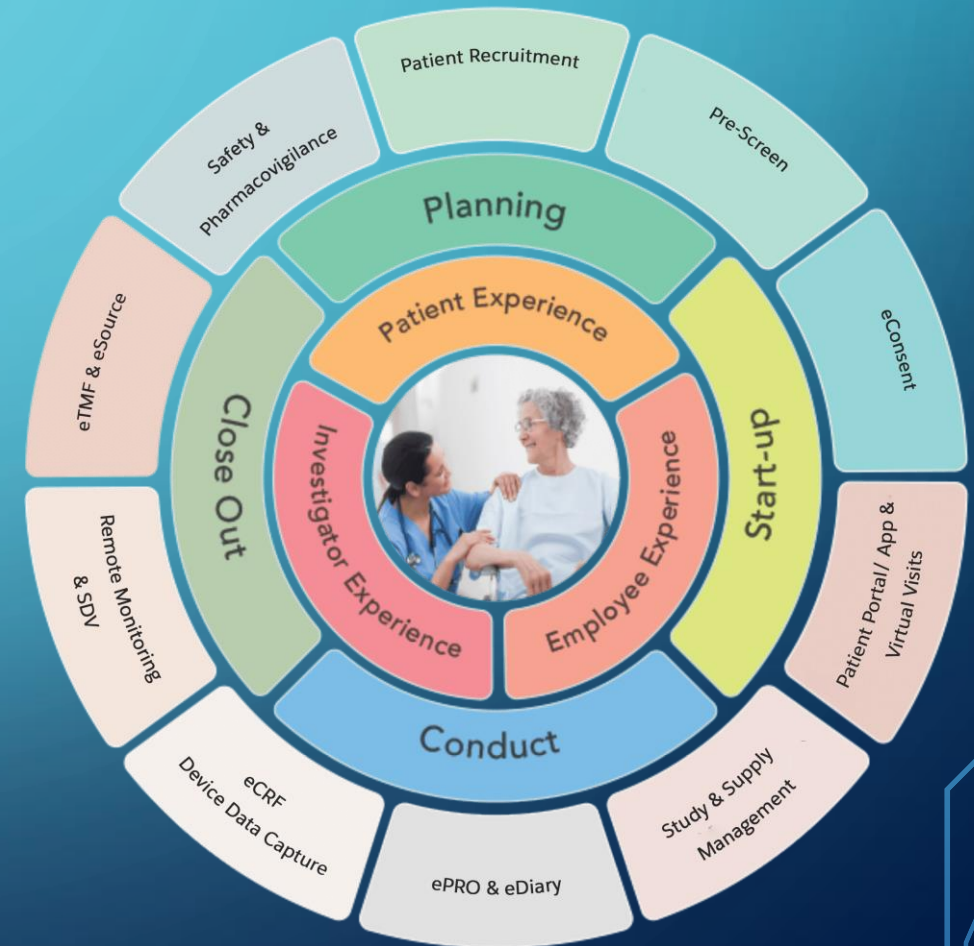 Patient Recruitment
Pre-Screen
eConsent
Patient Portal/ App &
Virtual Visits
Study & Supply
Management
ePRO & eDiary
eCRF
Device Data Capture
Remote Monitoring
& SDV
eTMF & eSource
Safety &
Pharmacovigilance
Planning
Start-up
Conduct
Close Out
Patient Experience
Employee Experience
Investigator Experience